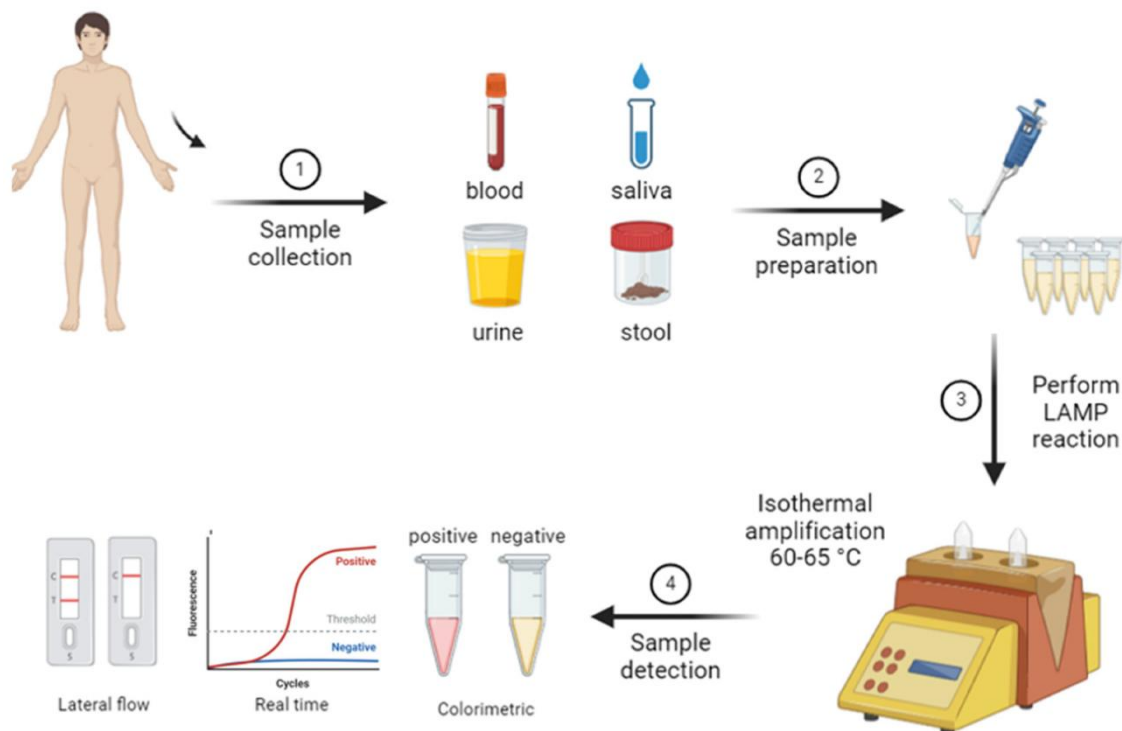 1
Sample
collection
blood
saliva
urine
stool
2
Sample
preparation
3
Perform
LAMP
reaction
Isothermal
amplification
60-65 °C
4
Sample
detection
positive
negative
Colorimetric
Fluorescence
Positive
Threshold
Negative
Cycles
Real time
C
T
S
C
T
S
Lateral flow